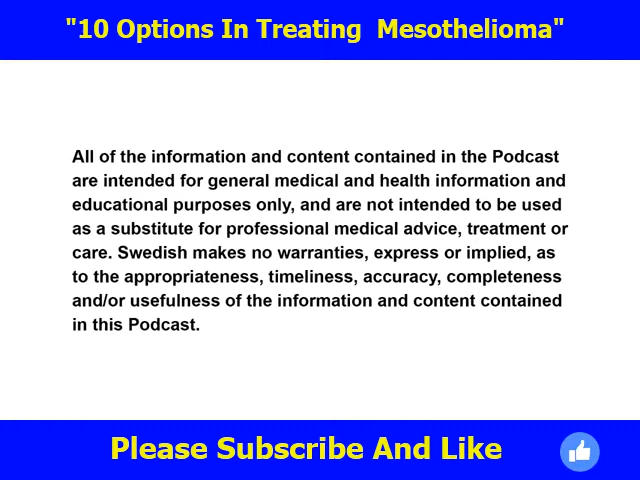 "10 Options In Treating  Mesothelioma"
All of the information and content contained in the Podcast
are intended for general medical and health information and
educational purposes only, and are not intended to be used
as a substitute for professional medical advice, treatment or
care. Swedish makes no warranties, express or implied, as
to the appropriateness, timeliness, accuracy, completeness
and/or usefulness of the information and content contained
in this Podcast.
Please Subscribe And Like